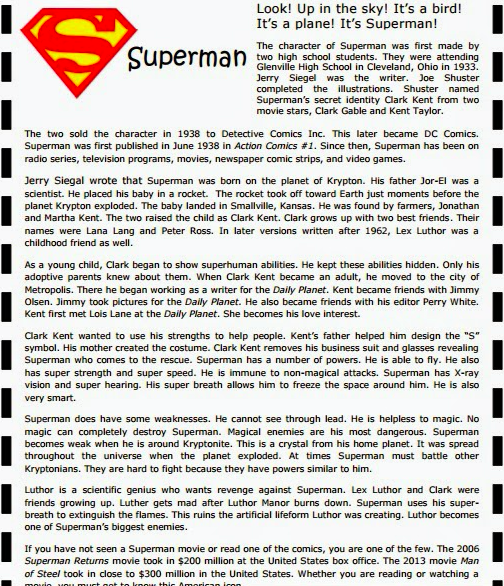 Look! Up in the sky! It's a bird!
It's a plane! It's Superman!
Superman
The character of Superman was first made by
two high school students. They were attending
Glenville High School in Cleveland, Ohio in 1933.
Jerry Siegel was the writer. Joe Shuster
completed the illustrations. Shuster named
Superman's secret identity Clark Kent from two
movie stars, Clark Gable and Kent Taylor.
The two sold the character in 1938 to Detective Comics Inc. This later became DC Comics.
Superman was first published in June 1938 in Action Comics #1. Since then, Superman has been on
radio series, television programs, movies, newspaper comic strips, and video games.
Jerry Siegal wrote that Superman was born on the planet of Krypton. His father Jor-El was a
scientist. He placed his baby in a rocket. The rocket took off toward Earth just moments before the
planet Krypton exploded. The baby landed in Smallville, Kansas. He was found by farmers, Jonathan
and Martha Kent. The two raised the child as Clark Kent. Clark grows up with two best friends. Their
names were Lana Lang and Peter Ross. In later versions written after 1962, Lex Luthor was a
childhood friend as well.
As a young child, Clark began to show superhuman abilities. He kept these abilities hidden. Only his
adoptive parents knew about them. When Clark Kent became an adult, he moved to the city of
Metropolis. There he began working as a writer for the Daily Planet. Kent became friends with Jimmy
Olsen. Jimmy took pictures for the Daily Planet. He also became friends with his editor Perry White.
Kent first met Lois Lane at the Daily Planet. She becomes his love interest.
Clark Kent wanted to use his strengths to help people. Kent's father helped him design the "S"
symbol. His mother created the costume. Clark Kent removes his business suit and glasses revealing
Superman who comes to the rescue. Superman has a number of powers. He is able to fly. He also
has super strength and super speed. He is immune to non-magical attacks. Superman has X-ray
vision and super hearing. His super breath allows him to freeze the space around him. He is also
very smart.
Superman does have some weaknesses. He cannot see through lead. He is helpless to magic. No
magic can completely destroy Superman. Magical enemies are his most dangerous. Superman
becomes weak when he is around Kryptonite. This is a crystal from his home planet. It was spread
throughout the universe when the planet exploded. At times Superman must battle other
Kryptonians. They are hard to fight because they have powers similar to him.
Luthor is a scientific genius who wants revenge against Superman. Lex Luthor and Clark were
friends growing up. Luther gets mad after Luthor Manor burns down. Superman uses his super-
breath to extinguish the flames. This ruins the artificial lifeform Luthor was creating. Luthor becomes
one of Superman's biggest enemies.
If you have not seen a Superman movie or read one of the comics, you are one of the few. The 2006
Superman Returns movie took in $200 million at the United States box office. The 2013 movie Man
of Steel took in close to $300 million in the United States. Whether you are reading or watching a